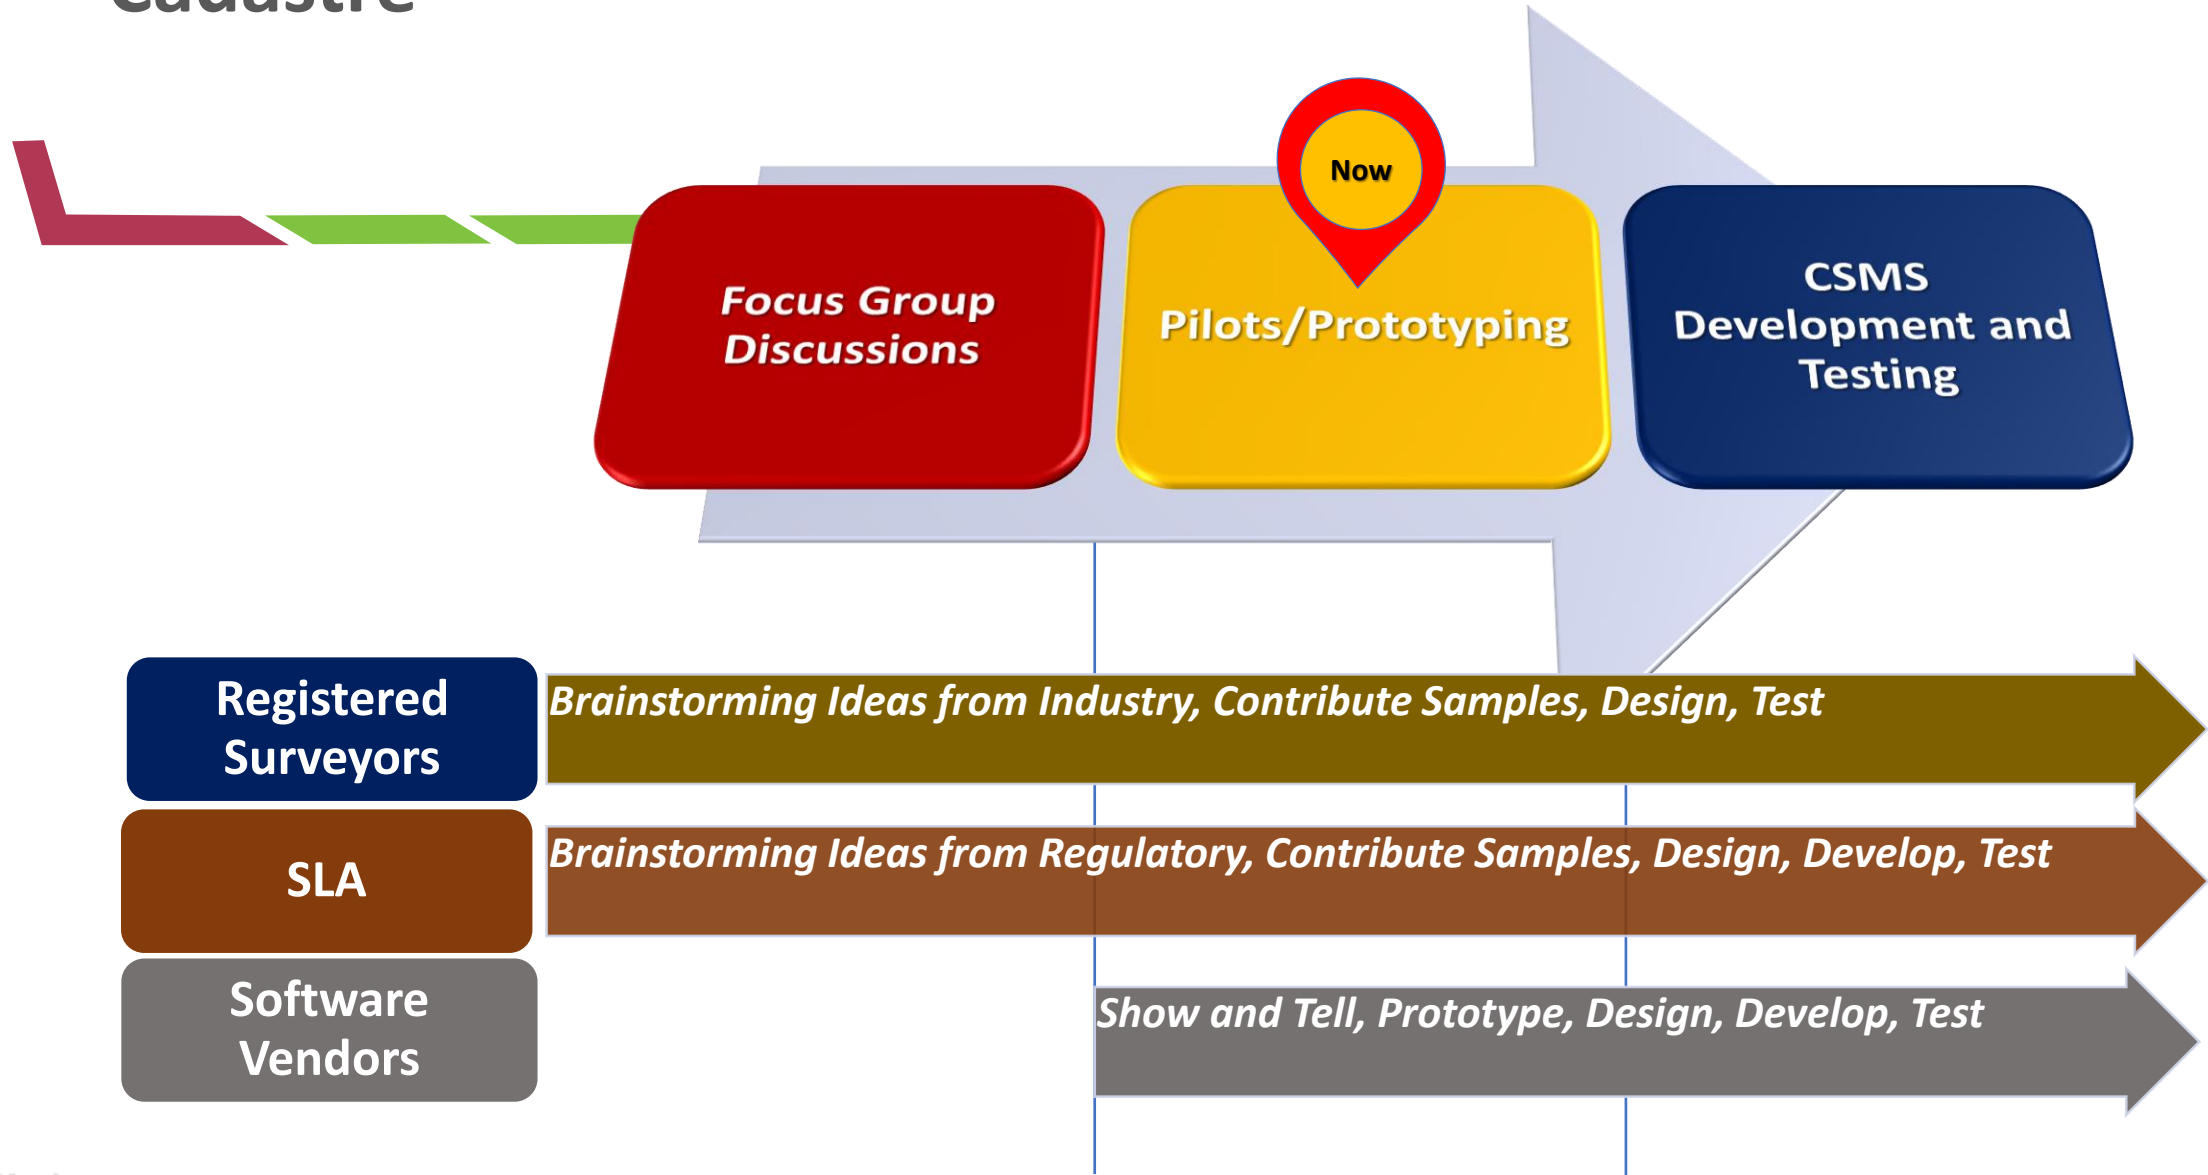 Cadastre
Now
Focus Group
Discussions
Pilots/Prototyping
CSMS
Development and
Testing
Registered
Surveyors
Brainstorming Ideas from Industry, Contribute Samples, Design, Test
SLA
Brainstorming Ideas from Regulatory, Contribute Samples, Design, Develop, Test
Software
Vendors
Show and Tell, Prototype, Design, Develop, Test